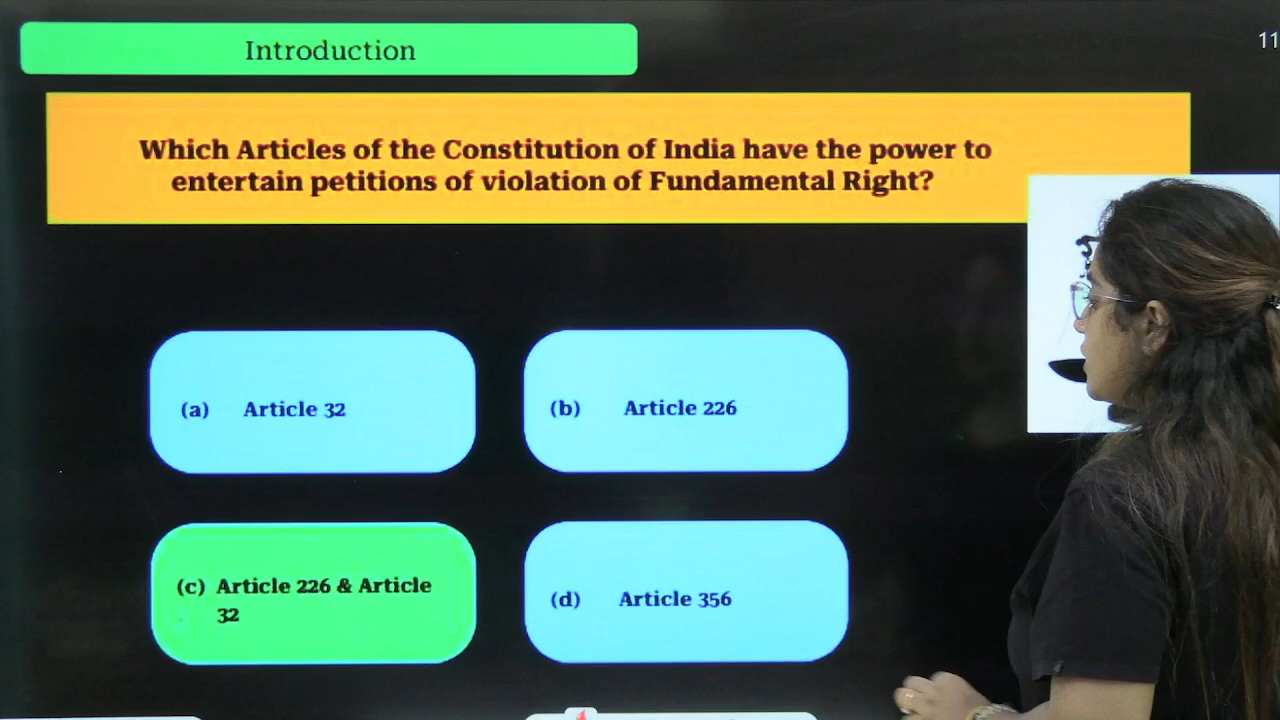 Introduction
11
Which Articles of the Constitution of India have the power to
entertain petitions of violation of Fundamental Right?
(a) Article 32
(b) Article 226
(c) Article 226 & Article
32
(d) Article 356